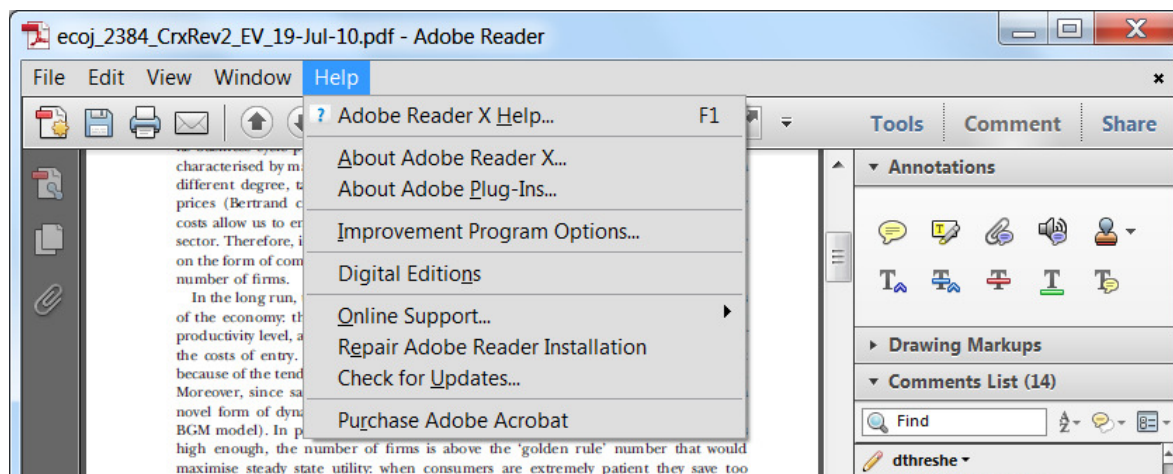 ecoj_2384_CrxRev2_EV_19-Jul-10.pdf - Adobe Reader
File Edit View Window Help
Tools Comment Share
Adobe Reader X Help... F1
About Adobe Reader X...
About Adobe Plug-Ins...
Improvement Program Options...
Digital Editions
Online Support...
Repair Adobe Reader Installation
Check for Updates...
Purchase Adobe Acrobat
characterised by
different degree,
prices (Bertrand
costs allow us to
sector. Therefore,
on the form of
number of firms.
In the long run,
of the economy;
productivity level,
the costs of entry.
because of the
Moreover, since
novel form of
BGM model). In
high enough, the number of firms is above the ‘golden rule’ number that would
maximise steady state utility: when consumers are extremely patient they save too
Annotations
Drawing Markups
Comments List (14)
Find
dthreshe